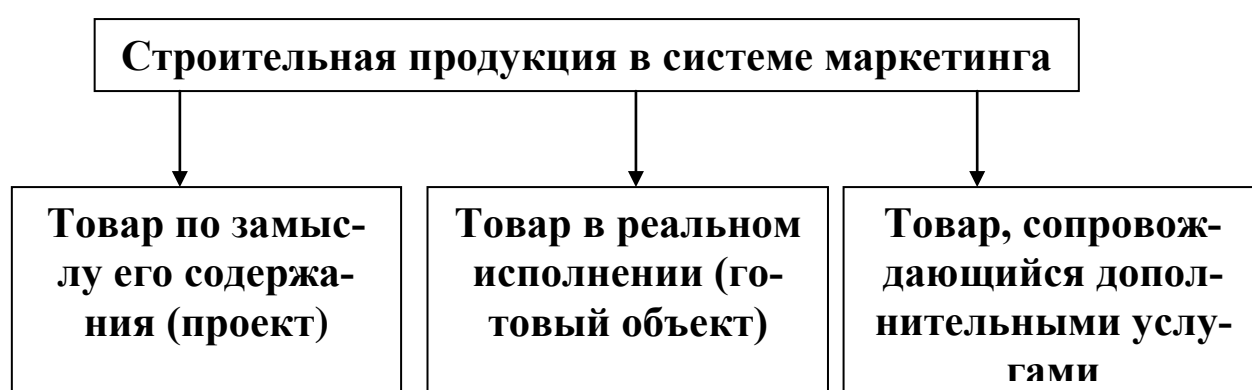 Строительная продукция в системе маркетинга
Товар по замыс-
лу его содержа-
ния (проект)
Товар в реальном
исполнении (го-
товый объект)
Товар, сопровож-
дающийся допол-
нительными услу-
гами